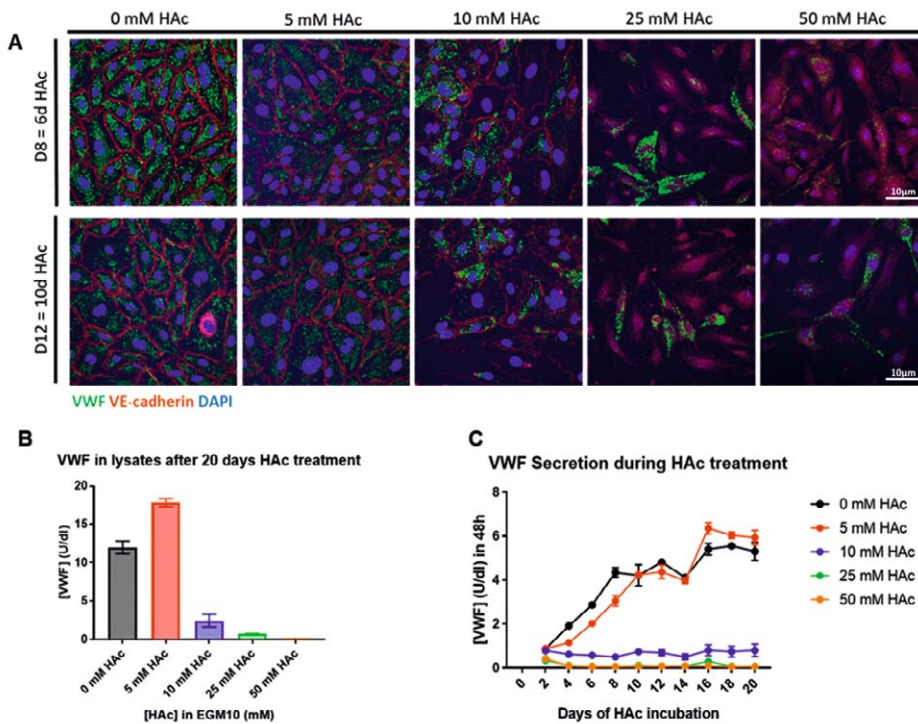 0 mM HAc 5 mM HAc 10 mM HAc 25 mM HAc 50 mM HAc
A
D8 = 6d HAc
10µm
D12 = 10d HAc
10µm
VWF VE-cadherin DAPI
B
VWF in lysates after 20 days HAc treatment
[VWF] (U/dl)
20
15
10
5
0
0 mM HAc 5 mM HAc 10 mM HAc 25 mM HAc 50 mM HAc
[HAc] in EGM10 (mM)
C
VWF Secretion during HAc treatment
[VWF] (U/dl) in 48h
8
6
4
2
0
0 2 4 6 8 10 12 14 16 18 20
Days of HAc incubation
0 mM HAc
5 mM HAc
10 mM HAc
25 mM HAc
50 mM HAc